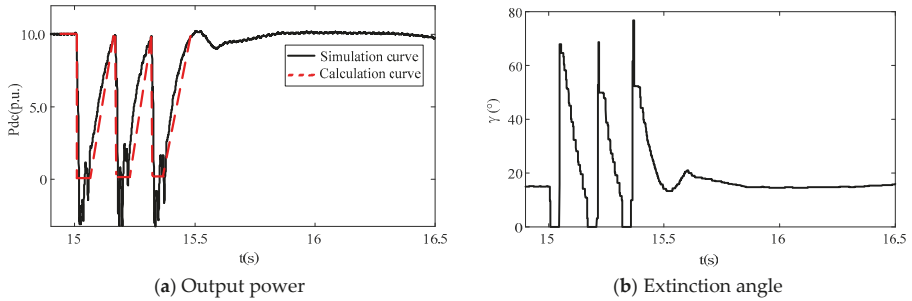 10.0
5.0
0
Pdc(p.u.)
Simulation curve
Calculation curve
15
15.5
16
16.5
t(s)
(a) Output power
80
60
40
20
0
γ (°)
15
15.5
16
16.5
t(s)
(b) Extinction angle